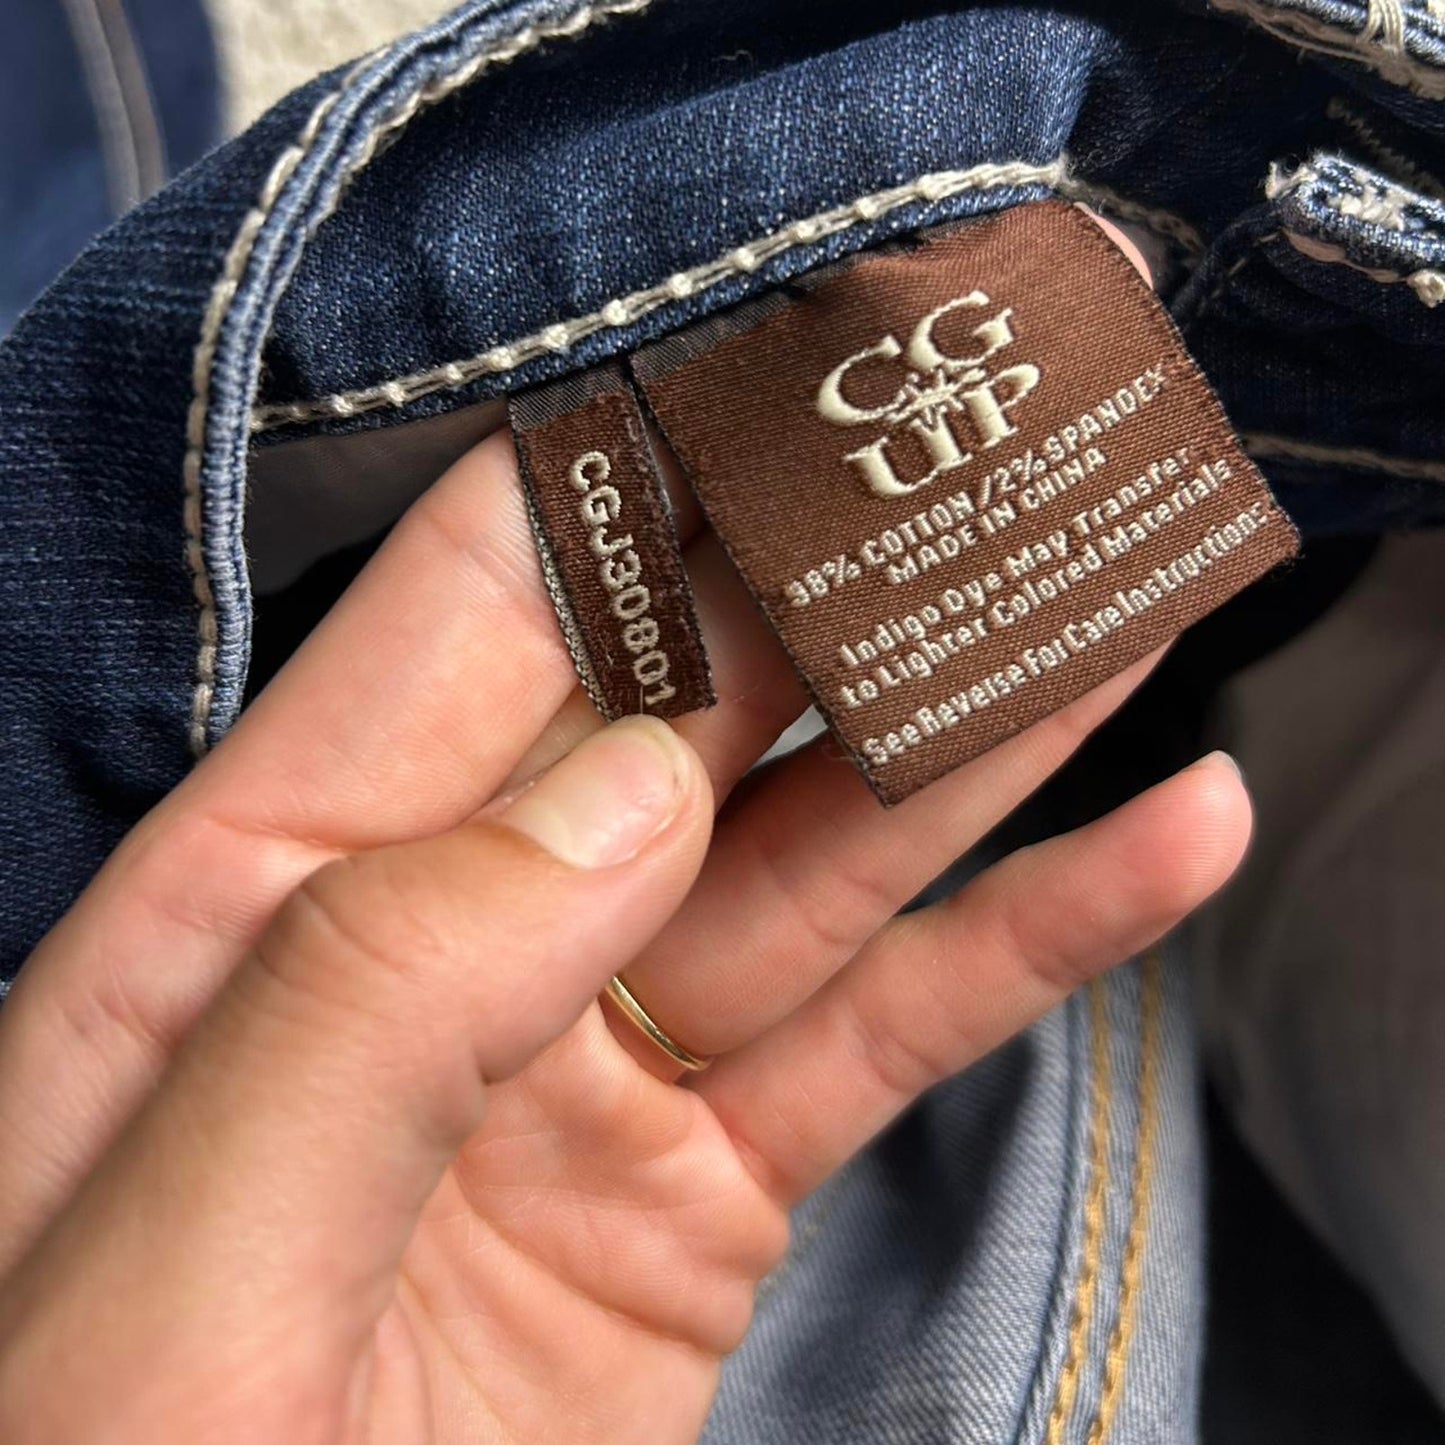 CGJ30801
CG
UP
98% COTTON / 2% SPANDEX
MADE IN CHINA
Indigo Dye May Transfer
to Lighter Colored Materials
See Reverse For Care Instructions